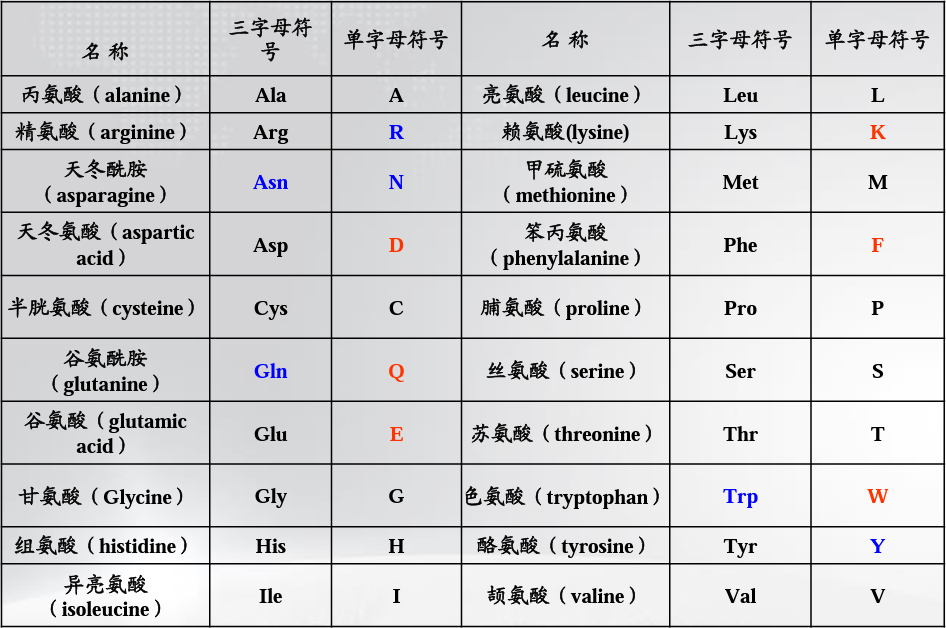 名 称 三字母符号 单字母符号 名 称 三字母符号 单字母符号
丙氨酸（alanine） Ala A 亮氨酸（leucine） Leu L
精氨酸（arginine） Arg R 赖氨酸(lysine) Lys K
天冬酰胺（asparagine） Asn N 甲硫氨酸（methionine） Met M
天冬氨酸（aspartic acid） Asp D 笨丙氨酸（phenylalanine） Phe F
半胱氨酸（cysteine） Cys C 脯氨酸（proline） Pro P
谷氨酰胺（glutanine） Gln Q 丝氨酸（serine） Ser S
谷氨酸（glutamic acid） Glu E 苏氨酸（threonine） Thr T
甘氨酸（Glycine） Gly G 色氨酸（tryptophan） Trp W
组氨酸（histidine） His H 酪氨酸（tyrosine） Tyr Y
异亮氨酸（isoleucine） Ile I 颉氨酸（valine） Val V